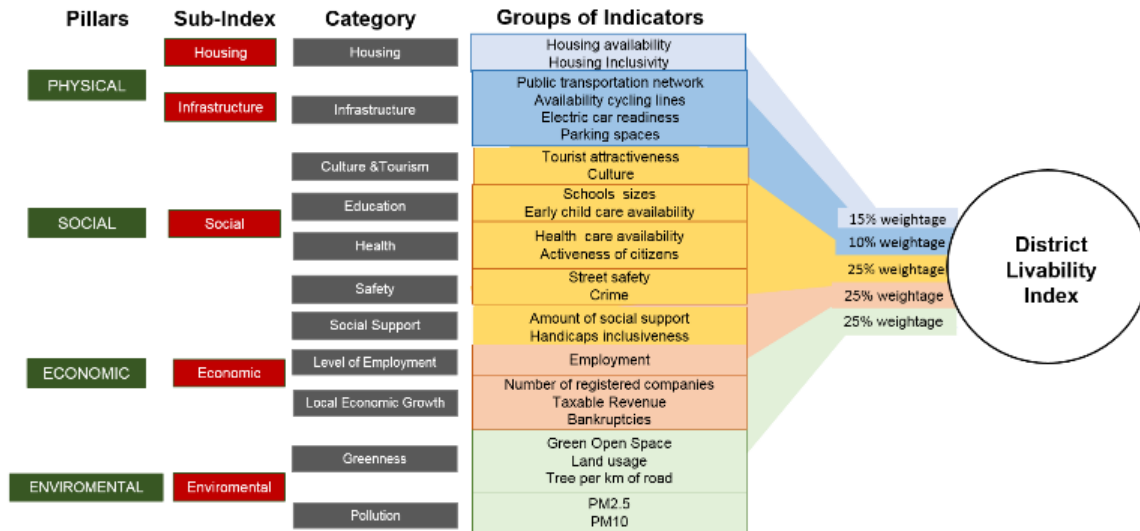 Pillars Sub-Index Category Groups of Indicators
Housing Housing Housing availability
Housing Inclusivity
PHYSICAL
Infrastructure Infrastructure Public transportation network
Availability cycling lines
Electric car readiness
Parking spaces
Culture &Tourism Tourist attractiveness
Culture
SOCIAL Social
Education Schools sizes
Early child care availability
Health Health care availability
Activeness of citizens
Safety Street safety
Crime
Social Support Amount of social support
Handicaps inclusiveness
ECONOMIC Economic
Level of Employment Employment
Local Economic Growth Number of registered companies
Taxable Revenue
Bankruptcies
ENVIROMENTAL Enviromental
Greenness Green Open Space
Land usage
Tree per km of road
Pollution PM2.5
PM10
15% weightage
10% weightage
25% weightage
25% weightage
25% weightage
District
Livability
Index